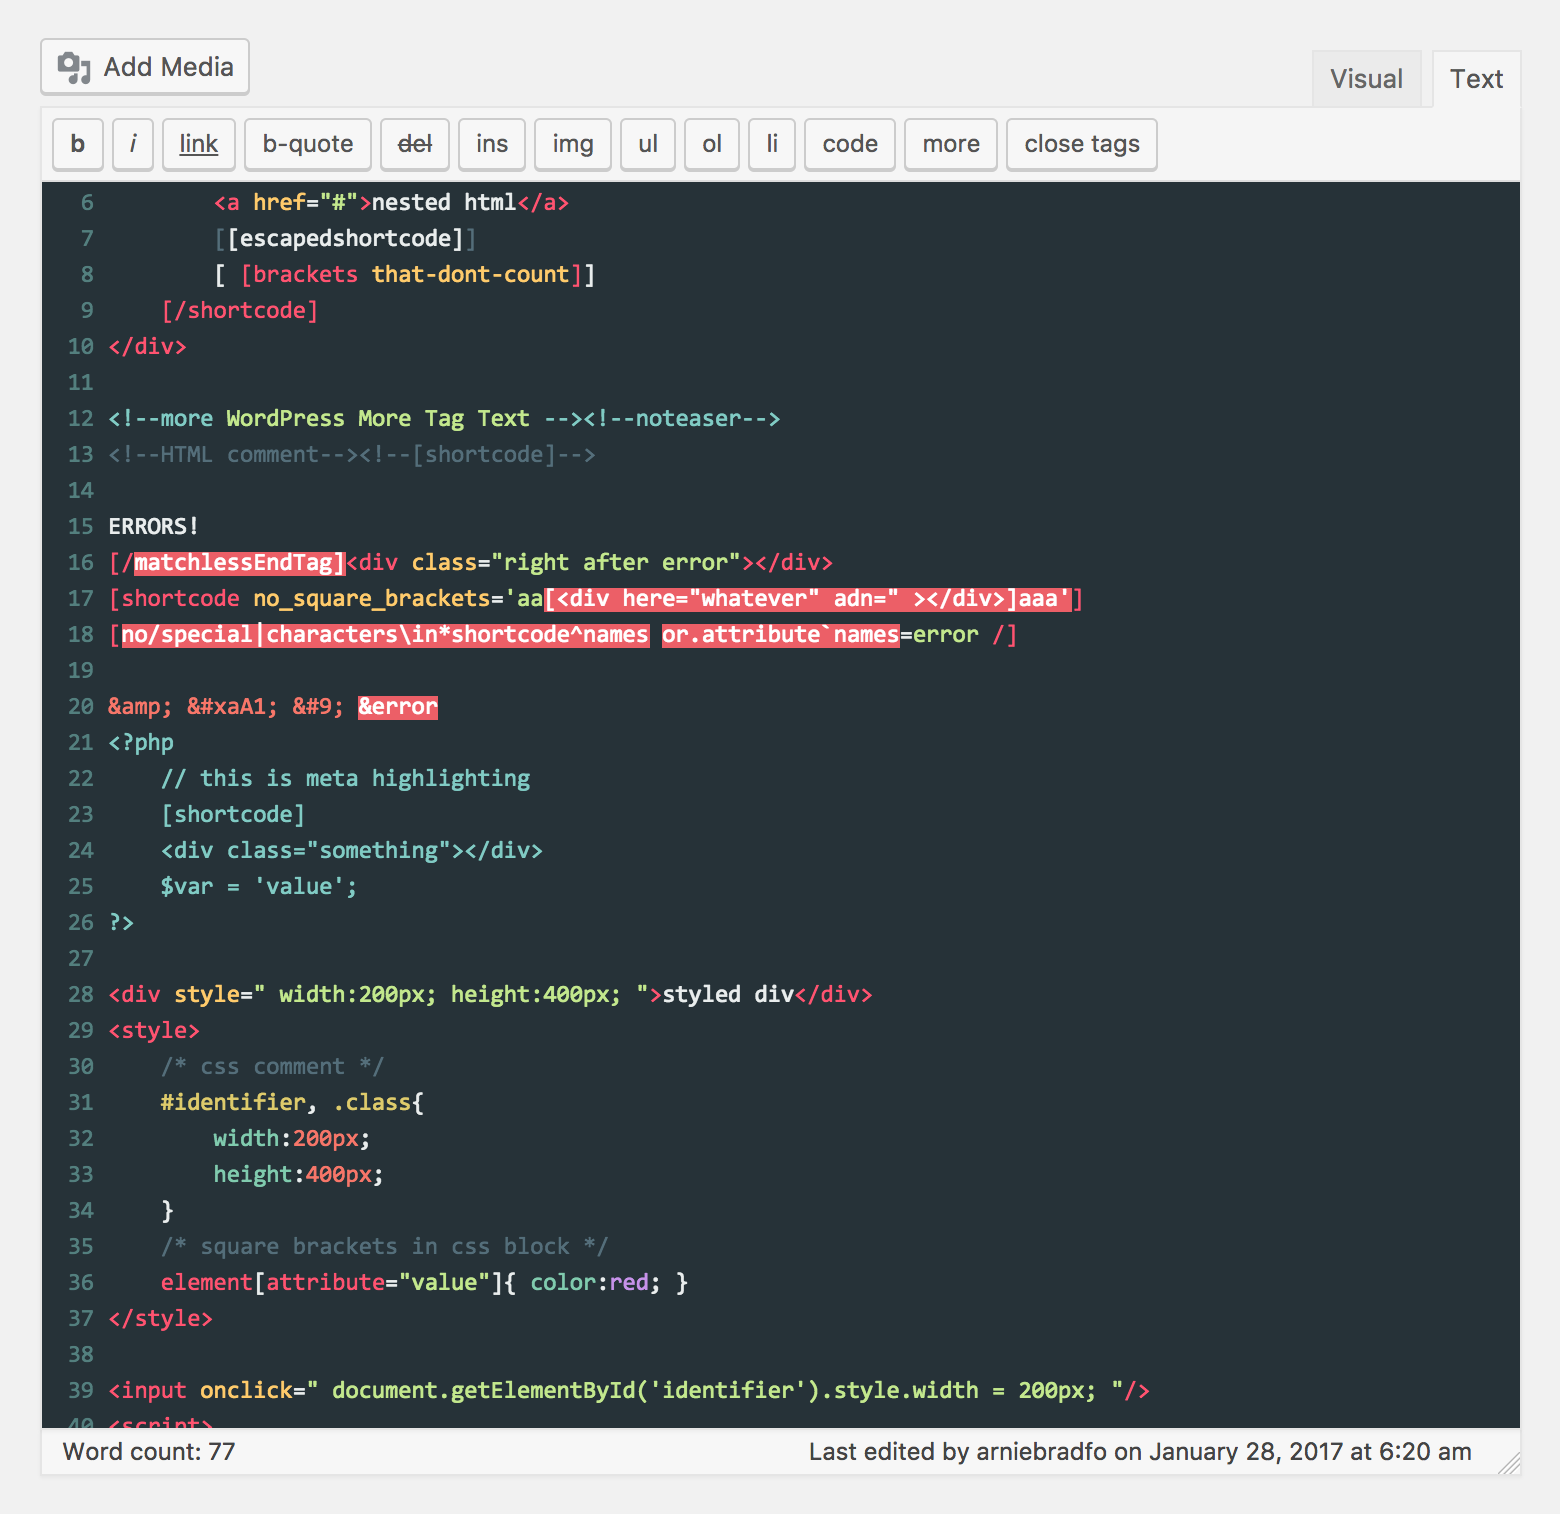 Add Media
Visual Text
b i link b-quote del ins img ul ol li code more close tags
6         <a href="#">nested html</a>
7         [[escapedshortcode]]
8         [ [brackets that-dont-count]]
9     [/shortcode]
10 </div>
11
12 <!--more WordPress More Tag Text --><!--noteaser-->
13 <!--HTML comment--><!--[shortcode]-->
14
15 ERRORS!
16 [/matchlessEndTag]<div class="right after error"></div>
17 [shortcode no_square_brackets='aa[<div here="whatever" adn=" ></div>]aaa']
18 [no/special|characters\in*shortcode^names or.attribute`names=error /]
19
20 &amp; &#xaA1; &#9; &error
21 <?php
22     // this is meta highlighting
23     [shortcode]
24     <div class="something"></div>
25     $var = 'value';
26 ?>
27
28 <div style=" width:200px; height:400px; ">styled div</div>
29 <style>
30     /* css comment */
31     #identifier, .class{
32         width:200px;
33         height:400px;
34     }
35     /* square brackets in css block */
36     element[attribute="value"]{ color:red; }
37 </style>
38
39 <input onclick=" document.getElementById('identifier').style.width = 200px; "/>
40 <script>
Word count: 77 Last edited by arniebradfo on January 28, 2017 at 6:20 am